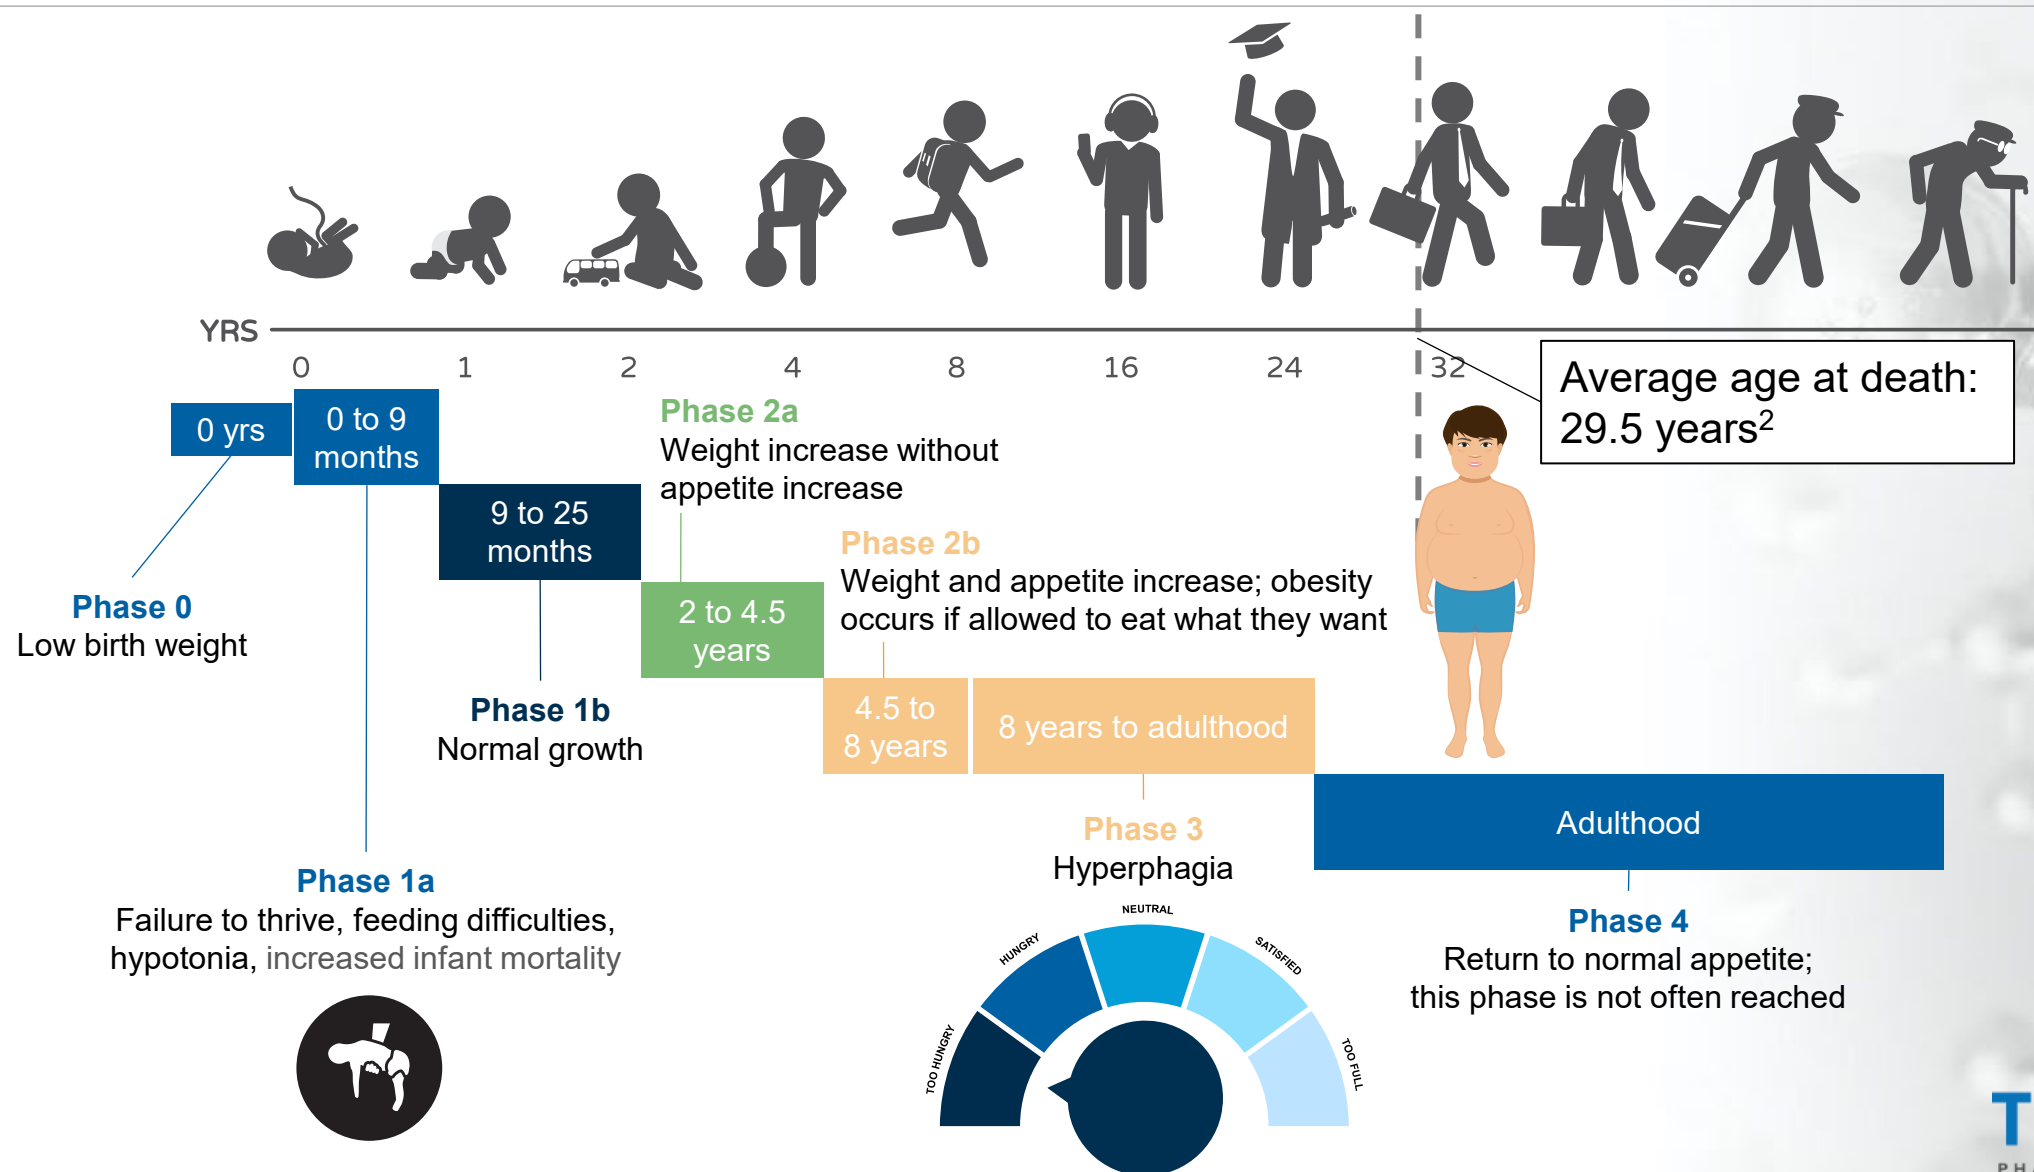 YRS
0 1 2 4 8 16 24 32
Average age at death:
29.5 years²
0 yrs
0 to 9
months
Phase 0
Low birth weight
9 to 25
months
Phase 2a
Weight increase without
appetite increase
2 to 4.5
years
Phase 2b
Weight and appetite increase; obesity
occurs if allowed to eat what they want
4.5 to
8 years
8 years to adulthood
Phase 1b
Normal growth
Adulthood
Phase 1a
Failure to thrive, feeding difficulties,
hypotonia, increased infant mortality
Phase 3
Hyperphagia
TOO HUNGRY
HUNGRY
NEUTRAL
SATISFIED
TOO FULL
Phase 4
Return to normal appetite;
this phase is not often reached
T
PH